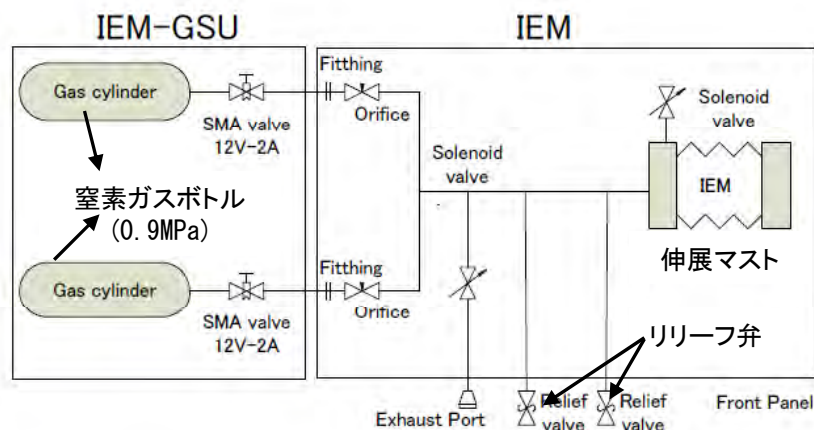 IEM-GSU
IEM
Gas cylinder
SMA valve
12V-2A
Fitthing
Orifice
Solenoid
valve
Solenoid
valve
IEM
伸展マスト
窒素ガスボトル
(0.9MPa)
Gas cylinder
SMA valve
12V-2A
Fitthing
Orifice
リリーフ弁
Exhaust Port
Relief
valve
Relief
valve
Front Panel